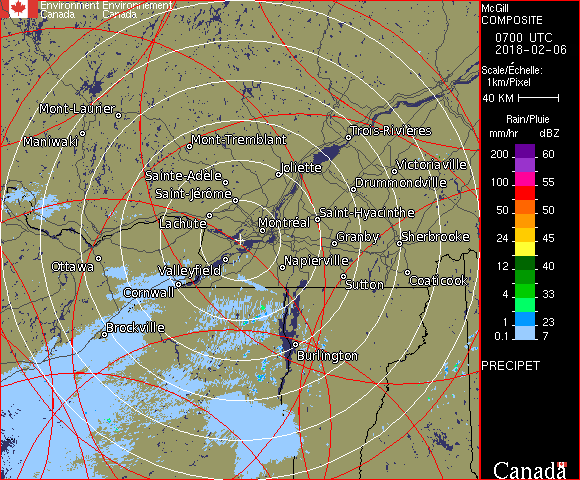 Environment Environnement
Canada Canada
McGill
COMPOSITE
0700 UTC
2018-02-06
Scale/Échelle:
1km/Pixel
40 KM
Rain/Pluie
mm/hr dBZ
200 60
100 55
50 50
24 45
12 40
4 33
1 23
0.1 7
PRECIPET
Canada
Mont-Laurier
Maniwaki
Mont-Tremblant
Trois-Rivières
Sainte-Adèle
Joliette
Victoriaville
Saint-Jérôme
Drummondville
Lachute
Montréal
Saint-Hyacinthe
Granby
Sherbrooke
Ottawa
Valleyfield
Napierville
Cornwall
Sutton
Coaticook
Brockville
Burlington